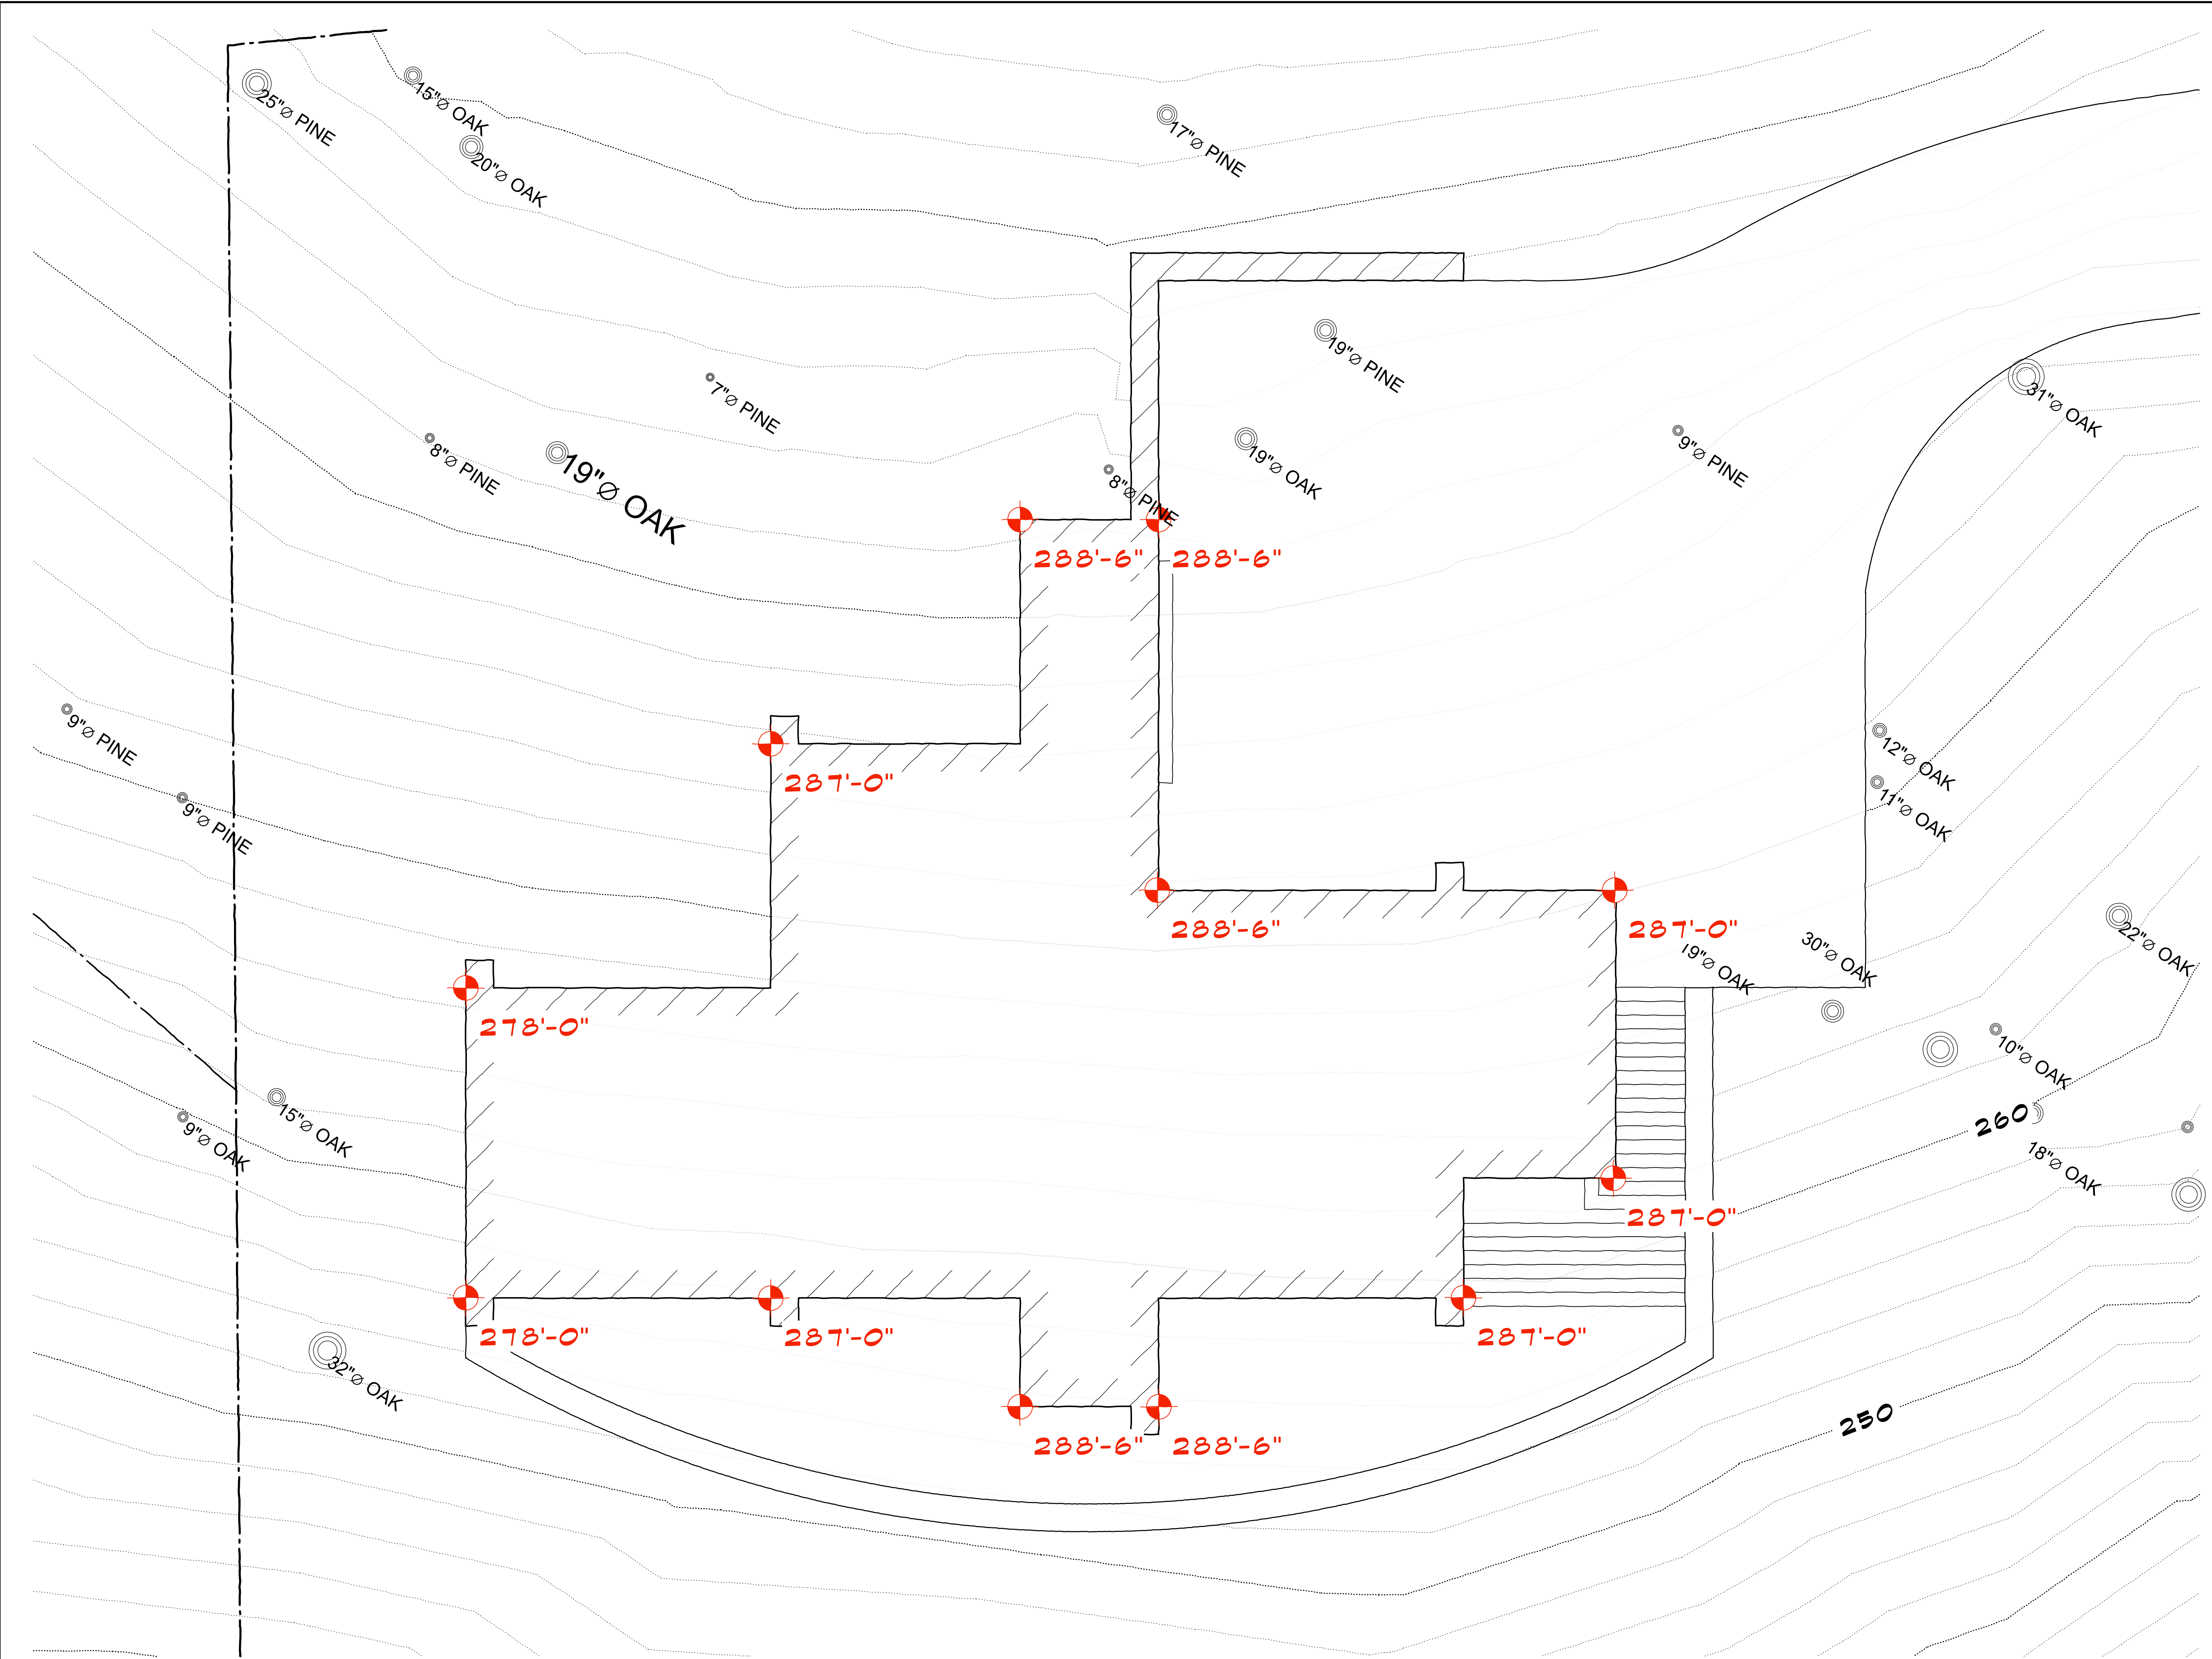 25"⌀ PINE
15"⌀ OAK
20"⌀ OAK
17"⌀ PINE
19"⌀ PINE
7"⌀ PINE
31"⌀ OAK
8"⌀ PINE
19"⌀ OAK
19"⌀ OAK
9"⌀ PINE
8"⌀ PINE
288'-6"
288'-6"
9"⌀ PINE
287'-0"
12"⌀ OAK
9"⌀ PINE
11"⌀ OAK
288'-6"
287'-0"
19"⌀ OAK
30"⌀ OAK
22"⌀ OAK
278'-0"
10"⌀ OAK
15"⌀ OAK
9"⌀ OAK
260
18"⌀ OAK
287'-0"
278'-0"
287'-0"
287'-0"
32"⌀ OAK
250
288'-6"
288'-6"